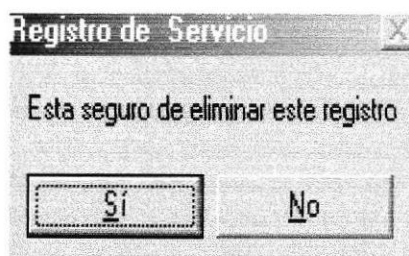 Registro de Servicio
Esta seguro de eliminar este registro
Sí
No